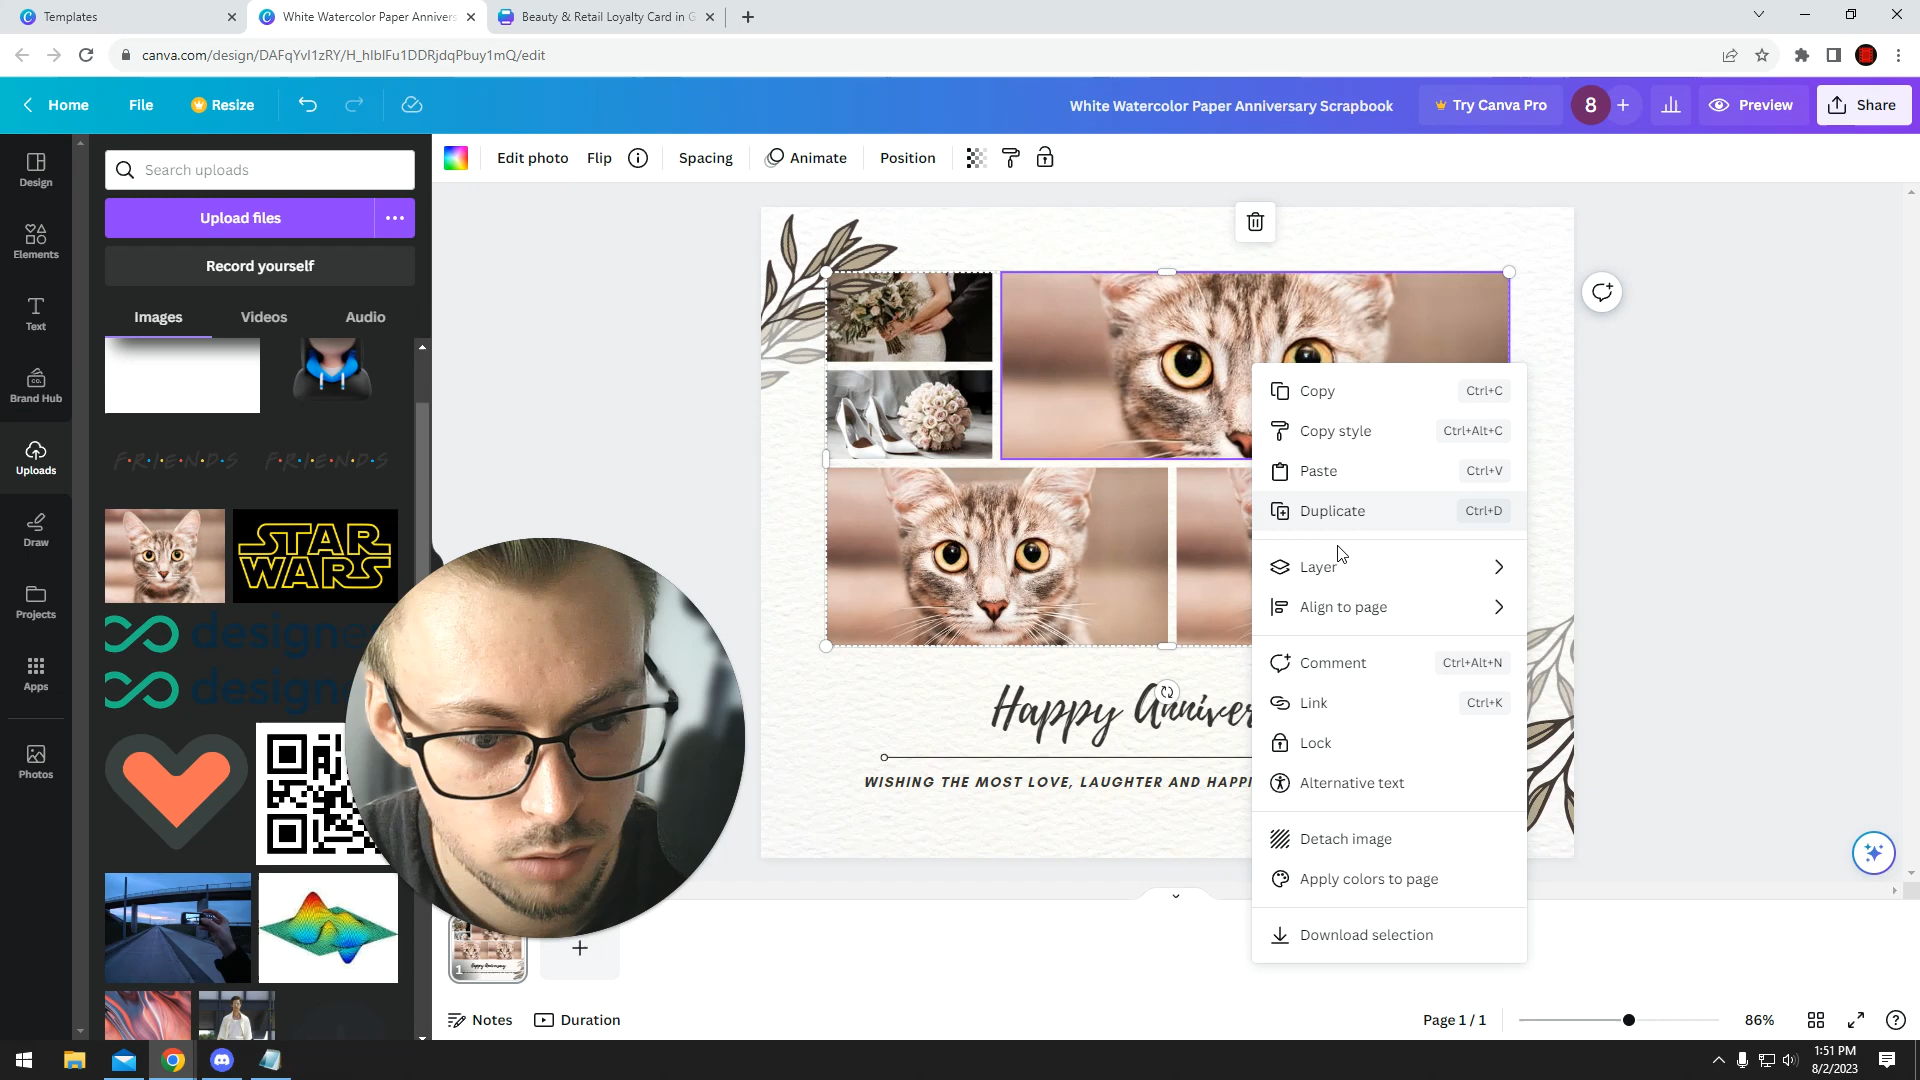 Templates
White Watercolor Paper Annivers
Beauty & Retail Loyalty Card in G
canva.com/design/DAFqYvI1zRY/H_hIbIFu1DDRjdqPbuy1mQ/edit
Home
File
Resize
White Watercolor Paper Anniversary Scrapbook
Try Canva Pro
8
Preview
Share
Edit photo
Flip
Spacing
Animate
Position
Design
Elements
Text
CO.
Brand Hub
Uploads
Draw
Projects
Apps
Photos
Search uploads
Upload files
Record yourself
Images
Videos
Audio
F·R·I·E·N·D·S
F·R·I·E·N·D·S
STAR
WARS
Happy Anniver
WISHING THE MOST LOVE, LAUGHTER AND HAPPI
Copy Ctrl+C
Copy style Ctrl+Alt+C
Paste Ctrl+V
Duplicate Ctrl+D
Layer
Align to page
Comment Ctrl+Alt+N
Link Ctrl+K
Lock
Alternative text
Detach image
Apply colors to page
Download selection
1
Notes
Duration
Page 1 / 1
86%
1:51 PM
8/2/2023